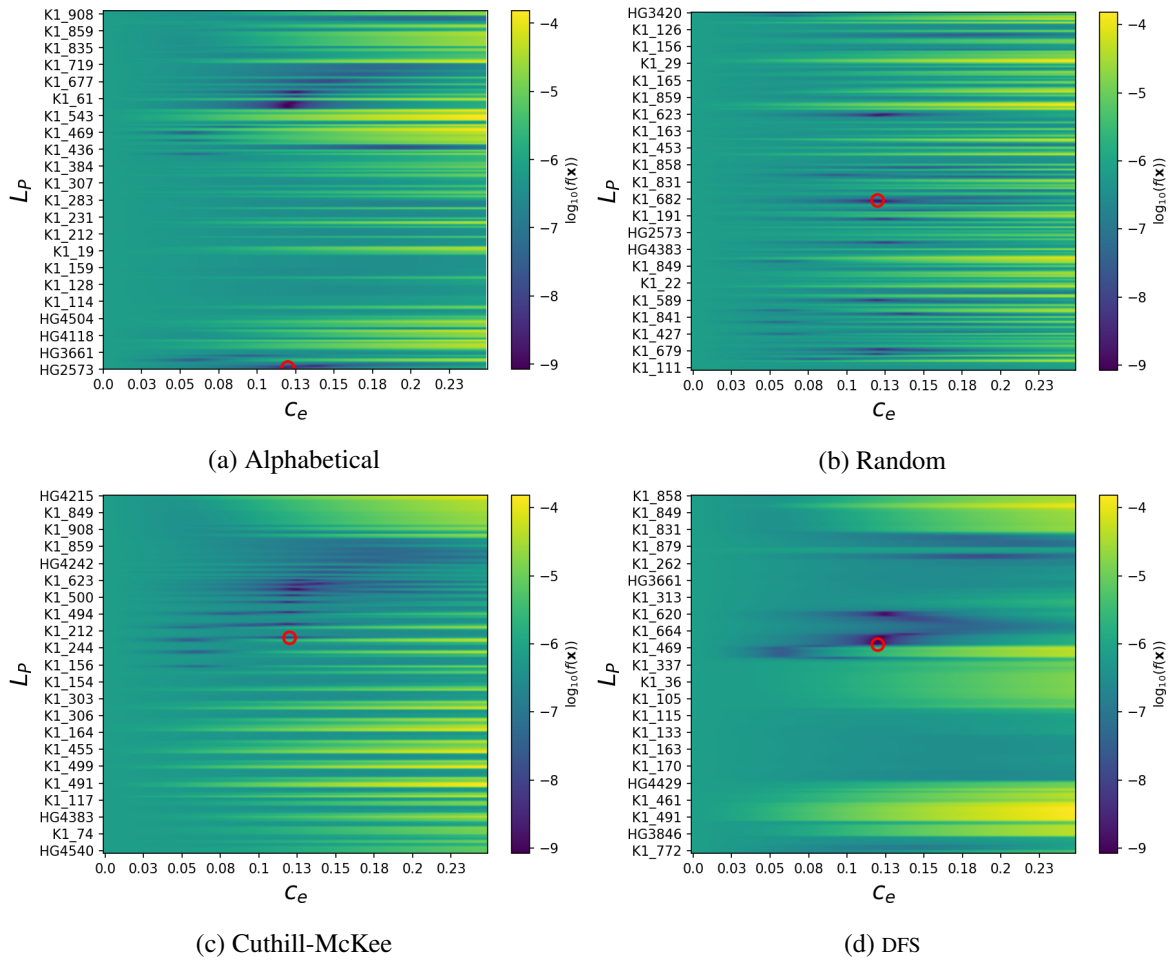 K1_908
K1_859
K1_835
K1_719
K1_677
K1_61
K1_543
K1_469
K1_436
K1_384
K1_307
K1_283
K1_231
K1_212
K1_19
K1_159
K1_128
K1_114
HG4504
HG4118
HG3661
HG2573
L_P
0.0 0.03 0.05 0.08 0.1 0.13 0.15 0.18 0.2 0.23
c_e
−4
−5
−6
−7
−8
−9
log10(f(x))
(a) Alphabetical
HG3420
K1_126
K1_156
K1_29
K1_165
K1_859
K1_623
K1_163
K1_453
K1_858
K1_831
K1_682
K1_191
HG2573
HG4383
K1_849
K1_22
K1_589
K1_841
K1_427
K1_679
K1_111
L_P
0.0 0.03 0.05 0.08 0.1 0.13 0.15 0.18 0.2 0.23
c_e
−4
−5
−6
−7
−8
−9
log10(f(x))
(b) Random
HG4215
K1_849
K1_908
K1_859
HG4242
K1_623
K1_500
K1_494
K1_212
K1_244
K1_156
K1_154
K1_303
K1_306
K1_164
K1_455
K1_499
K1_491
K1_117
HG4383
K1_74
HG4540
L_P
0.0 0.03 0.05 0.08 0.1 0.13 0.15 0.18 0.2 0.23
c_e
−4
−5
−6
−7
−8
−9
log10(f(x))
(c) Cuthill-McKee
K1_858
K1_849
K1_831
K1_879
K1_262
HG3661
K1_313
K1_620
K1_664
K1_469
K1_337
K1_36
K1_105
K1_115
K1_133
K1_163
K1_170
HG4429
K1_461
K1_491
HG3846
K1_772
L_P
0.0 0.03 0.05 0.08 0.1 0.13 0.15 0.18 0.2 0.23
c_e
−4
−5
−6
−7
−8
−9
log10(f(x))
(d) DFS